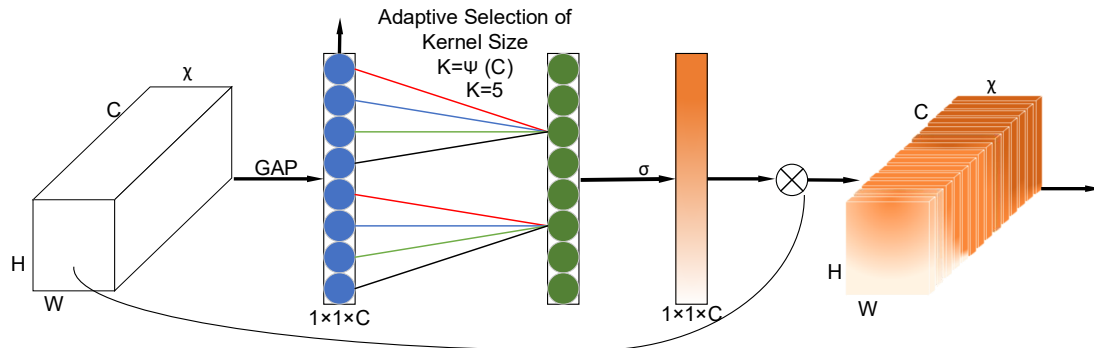 Adaptive Selection of
Kernel Size
K=Ψ (C)
K=5
χ
C
H
W
GAP
1×1×C
σ
1×1×C
χ
C
H
W